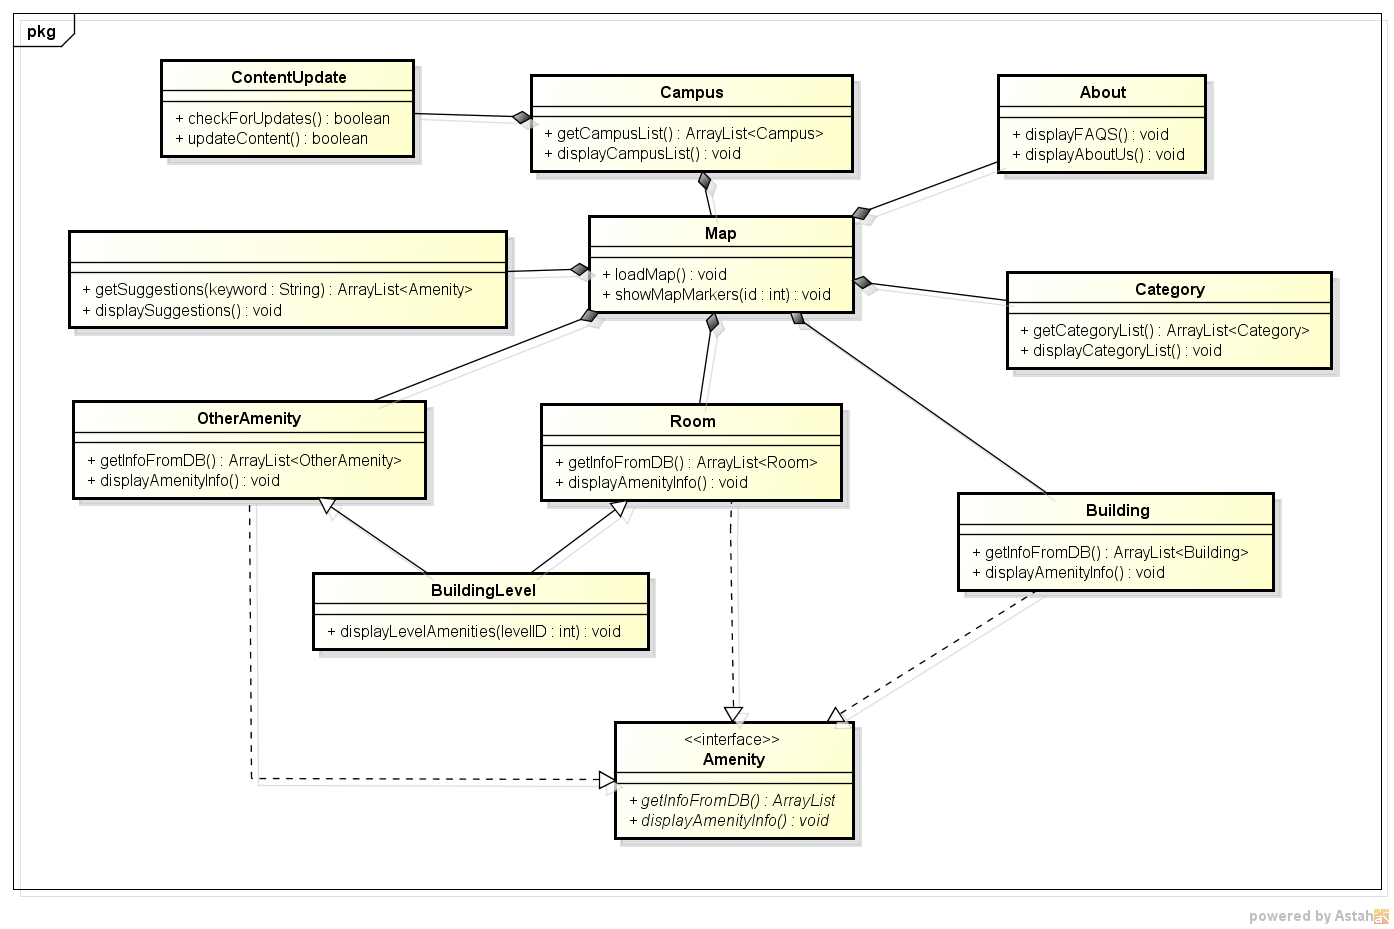 pkg
ContentUpdate
+ checkForUpdates() : boolean
+ updateContent() : boolean
Campus
+ getCampusList() : ArrayList<Campus>
+ displayCampusList() : void
About
+ displayFAQS() : void
+ displayAboutUs() : void
+ getSuggestions(keyword : String) : ArrayList<Amenity>
+ displaySuggestions() : void
Map
+ loadMap() : void
+ showMapMarkers(id : int) : void
Category
+ getCategoryList() : ArrayList<Category>
+ displayCategoryList() : void
OtherAmenity
+ getInfoFromDB() : ArrayList<OtherAmenity>
+ displayAmenityInfo() : void
Room
+ getInfoFromDB() : ArrayList<Room>
+ displayAmenityInfo() : void
Building
+ getInfoFromDB() : ArrayList<Building>
+ displayAmenityInfo() : void
BuildingLevel
+ displayLevelAmenities(levelID : int) : void
<<interface>>
Amenity
+ getInfoFromDB() : ArrayList
+ displayAmenityInfo() : void
powered by Astah